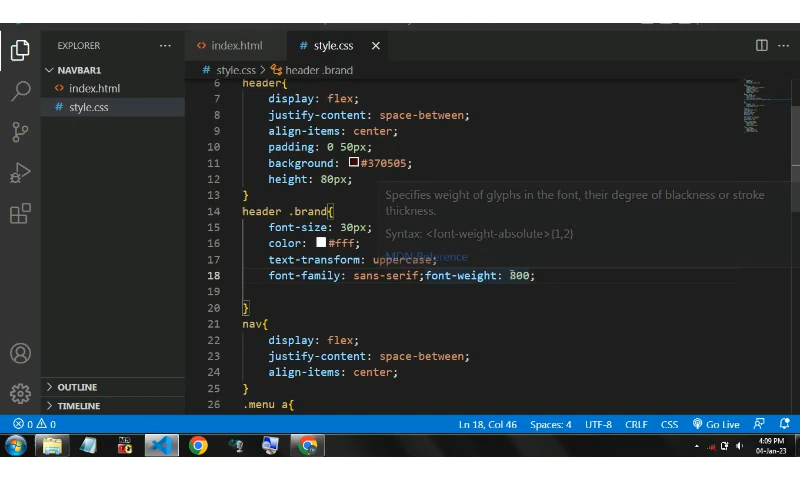 EXPLORER
index.html
style.css
NAVBAR1
index.html
style.css
style.css > header .brand
6 header{
7 display: flex;
8 justify-content: space-between;
9 align-items: center;
10 padding: 0 50px;
11 background: #370505;
12 height: 80px;
13 }
14 header .brand{
15 font-size: 30px;
16 color: #fff;
17 text-transform: uppercase;
18 font-family: sans-serif;font-weight: 800;
19
20 }
21 nav{
22 display: flex;
23 justify-content: space-between;
24 align-items: center;
25 }
26 .menu a{
Specifies weight of glyphs in the font, their degree of blackness or stroke
thickness.
Syntax: <font-weight-absolute>{1,2}
MDN Reference
OUTLINE
TIMELINE
0 0
Ln 18, Col 46
Spaces: 4
UTF-8
CRLF
CSS
Go Live
4:09 PM
04-Jan-23